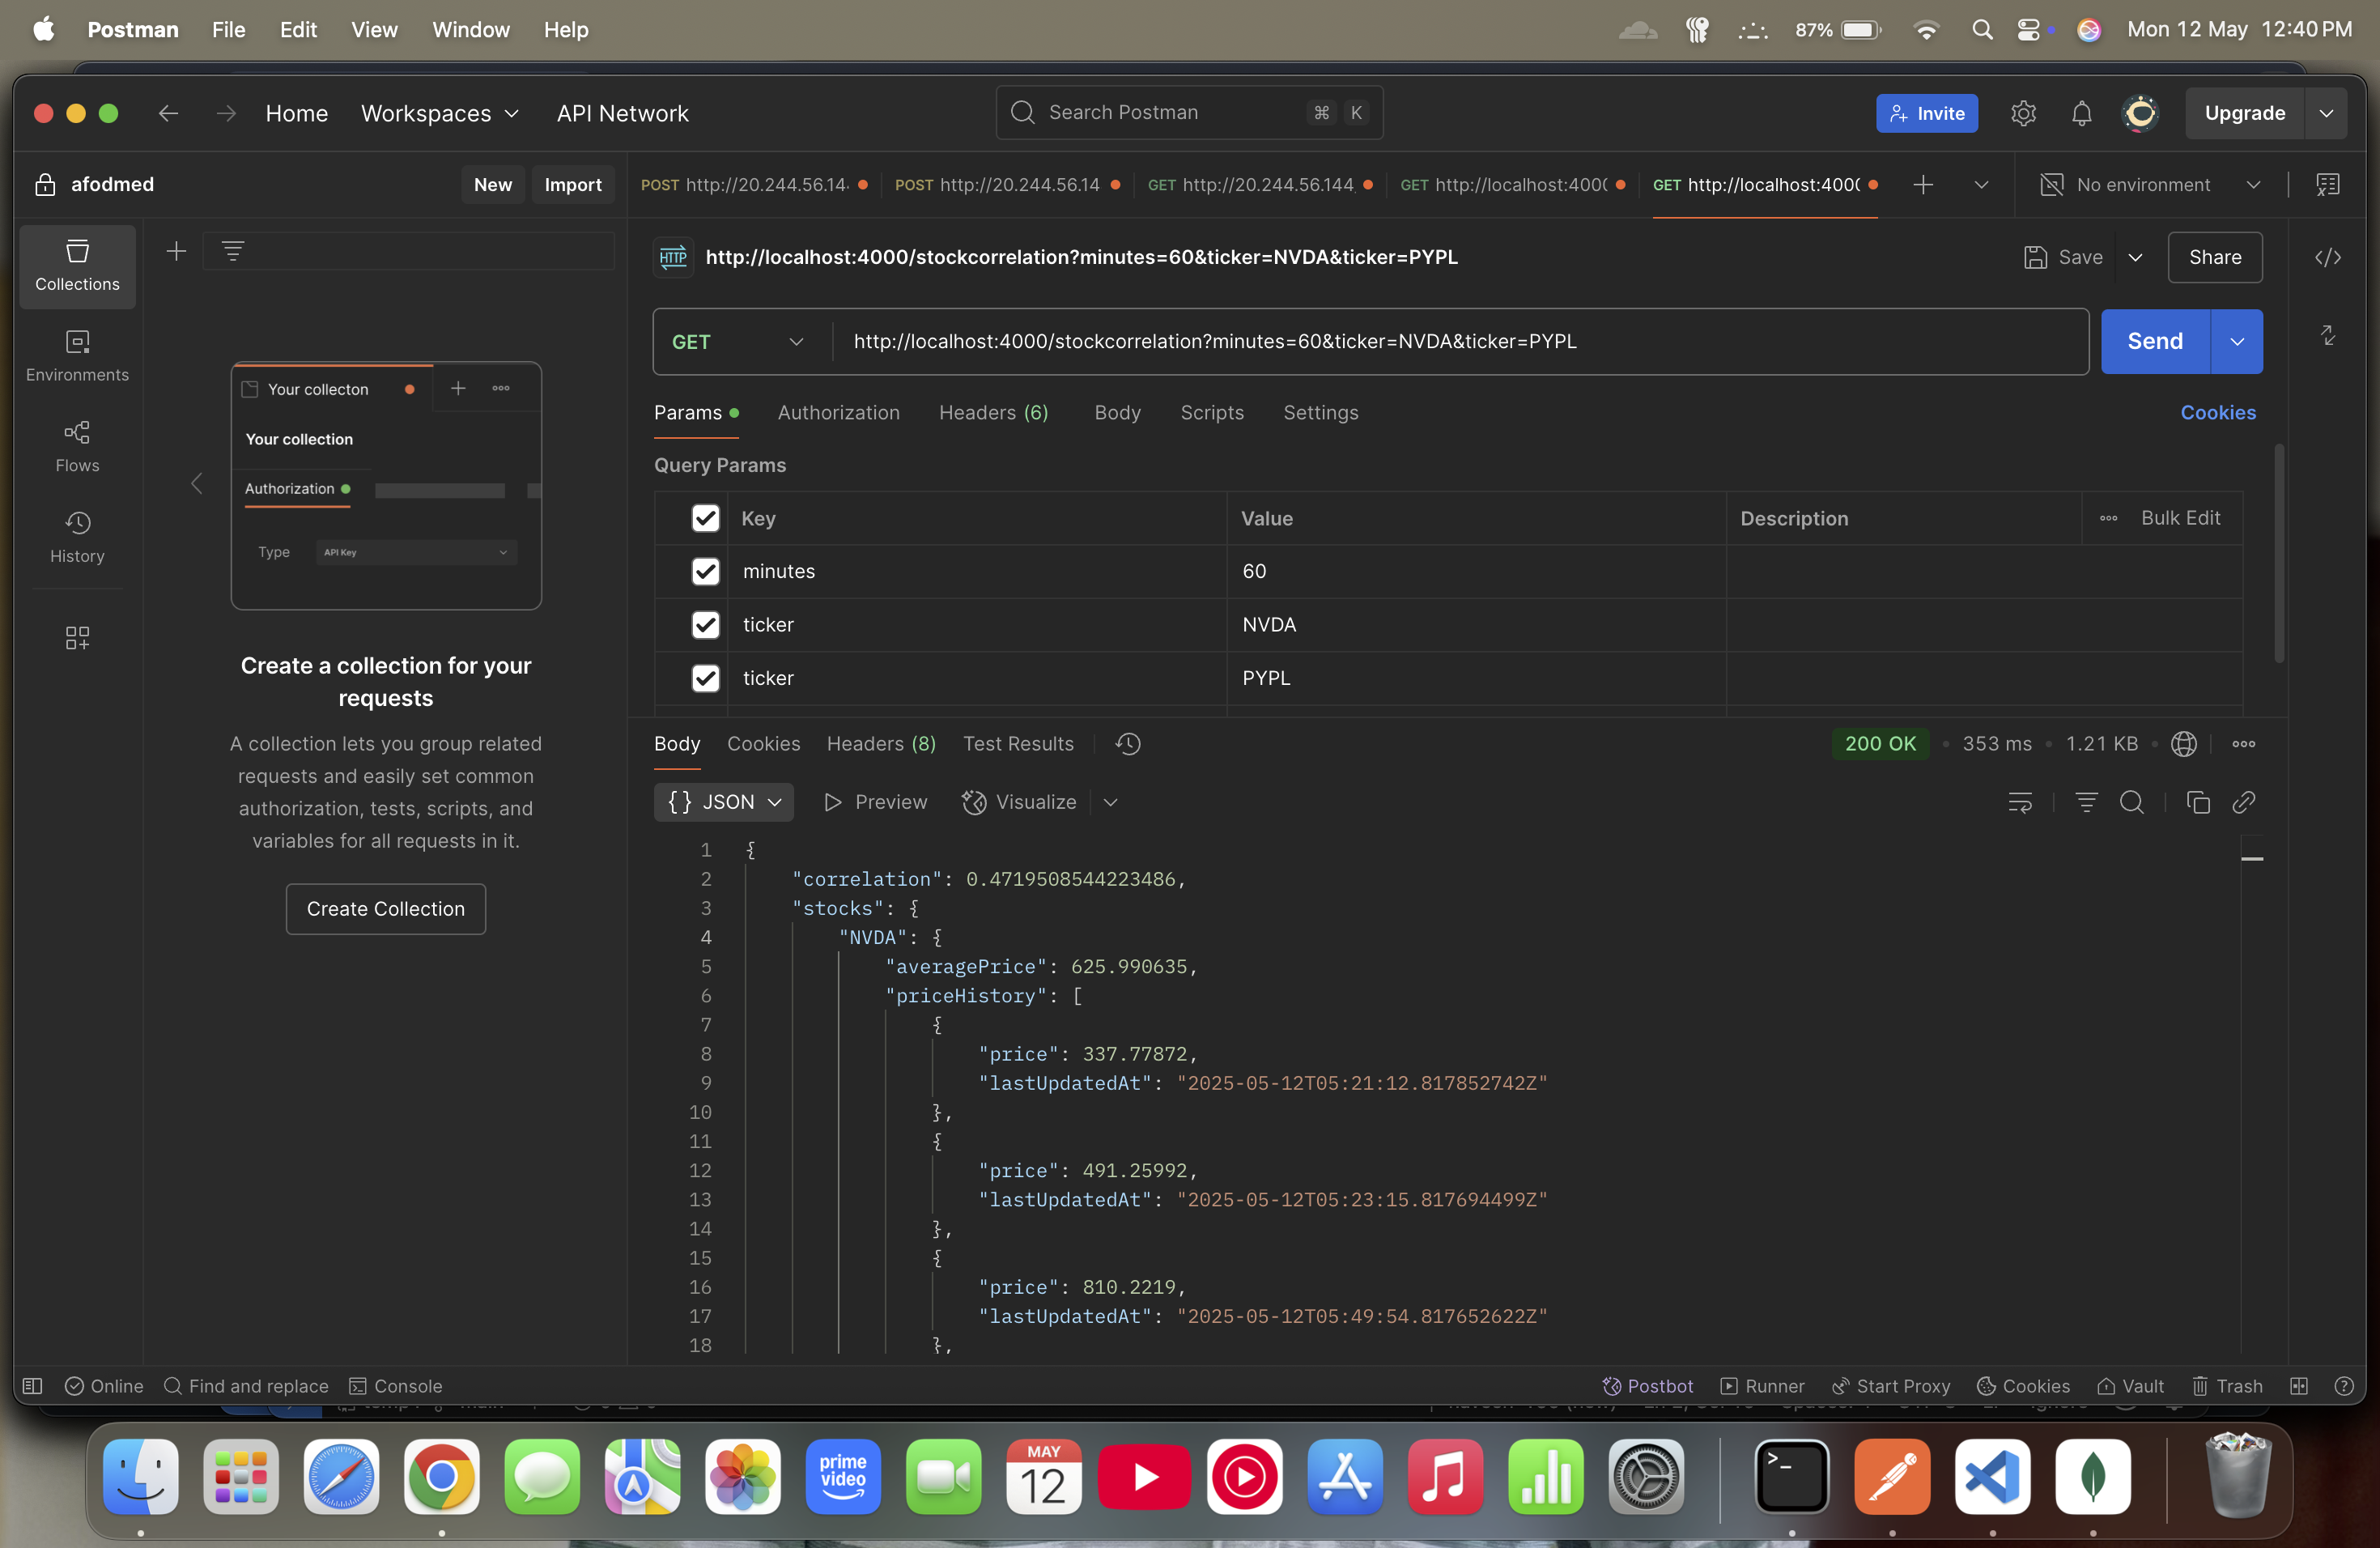 Postman File Edit View Window Help
87% Mon 12 May 12:40 PM
Home Workspaces API Network
Search Postman ⌘ K
Invite
Upgrade
afodmed
New Import
POST http://20.244.56.14
POST http://20.244.56.14
GET http://20.244.56.144
GET http://localhost:400
GET http://localhost:4000
No environment
Collections
Environments
Flows
History
Your collecton
Your collection
Authorization
Type API Key
Create a collection for your
requests
A collection lets you group related
requests and easily set common
authorization, tests, scripts, and
variables for all requests in it.
Create Collection
HTTP http://localhost:4000/stockcorrelation?minutes=60&ticker=NVDA&ticker=PYPL
Save Share
GET http://localhost:4000/stockcorrelation?minutes=60&ticker=NVDA&ticker=PYPL
Send
Params Authorization Headers (6) Body Scripts Settings Cookies
Query Params
Key Value Description Bulk Edit
minutes 60
ticker NVDA
ticker PYPL
Body Cookies Headers (8) Test Results
200 OK • 353 ms • 1.21 KB
{} JSON Preview Visualize
1 {
2 "correlation": 0.4719508544223486,
3 "stocks": {
4 "NVDA": {
5 "averagePrice": 625.990635,
6 "priceHistory": [
7 {
8 "price": 337.77872,
9 "lastUpdatedAt": "2025-05-12T05:21:12.817852742Z"
10 },
11 {
12 "price": 491.25992,
13 "lastUpdatedAt": "2025-05-12T05:23:15.817694499Z"
14 },
15 {
16 "price": 810.2219,
17 "lastUpdatedAt": "2025-05-12T05:49:54.817652622Z"
18 },
Online Find and replace Console
Postbot Runner Start Proxy Cookies Vault Trash
prime
video
MAY
12